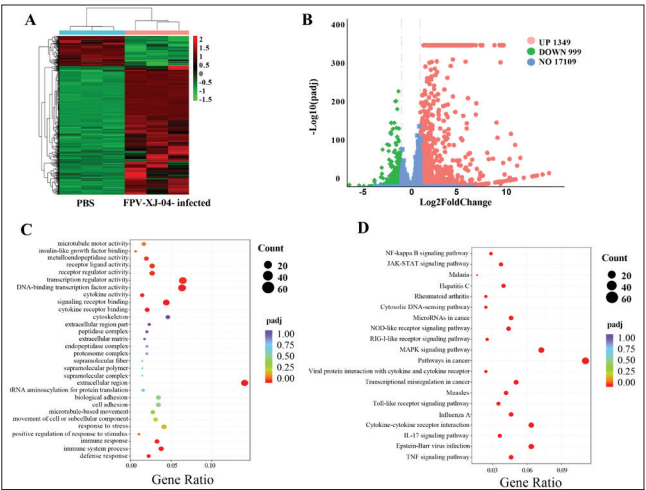 A
2
1.5
1
0.5
0
-0.5
-1
-1.5
PBS FPV-XJ-04- infected
B
400
300
200
100
0
-Log10(padj)
-5 0 5 10
Log2FoldChange
UP 1349
DOWN 999
NO 17109
C
microtubule motor activity
insulin-like growth factor binding
metalloendopeptidase activity
receptor ligand activity
receptor regulator activity
transcription regulator activity
DNA-binding transcription factor activity
cytokine activity
signaling receptor binding
cytokine receptor binding
cytoskeleton
extracellular region part
peptidase complex
extracellular matrix
endopeptidase complex
proteasome complex
supramolecular fiber
supramolecular polymer
supramolecular complex
extracellular region
tRNA aminoacylation for protein translation
biological adhesion
cell adhesion
microtubule-based movement
movement of cell or subcellular component
response to stress
positive regulation of response to stimulus
immune response
immune system process
defense response
0.00 0.05 0.10
Gene Ratio
Count
20
40
60
padj
1.00
0.75
0.50
0.25
0.00
D
NF-kappa B signaling pathway
JAK-STAT signaling pathway
Malaria
Hepatitis C
Rheumatoid arthritis
Cytosolic DNA-sensing pathway
MicroRNAs in cance
NOD-like receptor signaling pathway
RIG-I-like receptor signaling pathway
MAPK signaling pathway
Pathways in cancer
Viral protein interaction with cytokine and cytokine receptor
Transcriptional misregulation in cancer
Measles
Toll-like receptor signaling pathway
Influenza A
Cytokine-cytokine receptor interaction
IL-17 signaling pathway
Epstein-Barr virus infection
TNF signaling pathway
0.03 0.06 0.09
Gene Ratio
Count
20
40
60
padj
1.00
0.75
0.50
0.25
0.00